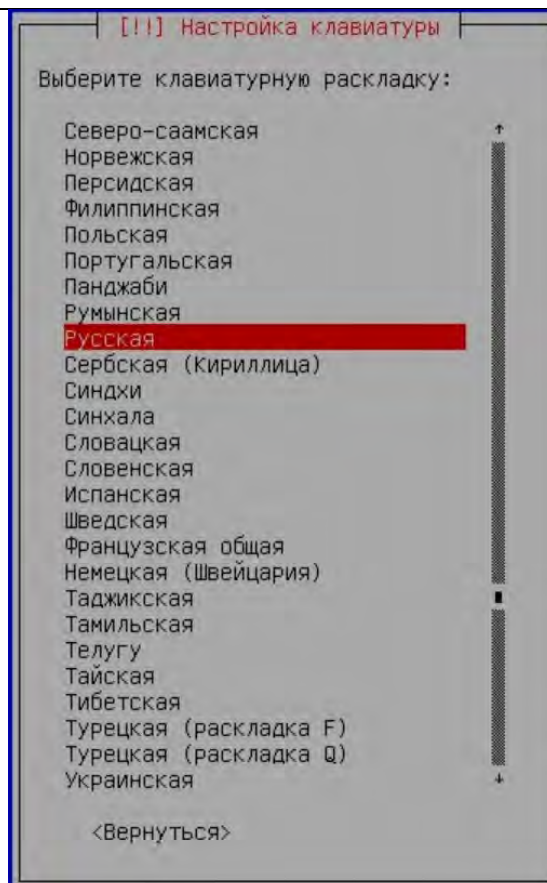 [!!] Настройка клавиатуры
Выберите клавиатурную раскладку:
Северо-саамская
Норвежская
Персидская
Филиппинская
Польская
Португальская
Панджаби
Румынская
Русская
Сербская (Кириллица)
Синдхи
Синхала
Словацкая
Словенская
Испанская
Шведская
Французская общая
Немецкая (Швейцария)
Таджикская
Тамильская
Телугу
Тайская
Тибетская
Турецкая (раскладка F)
Турецкая (раскладка Q)
Украинская
<Вернуться>